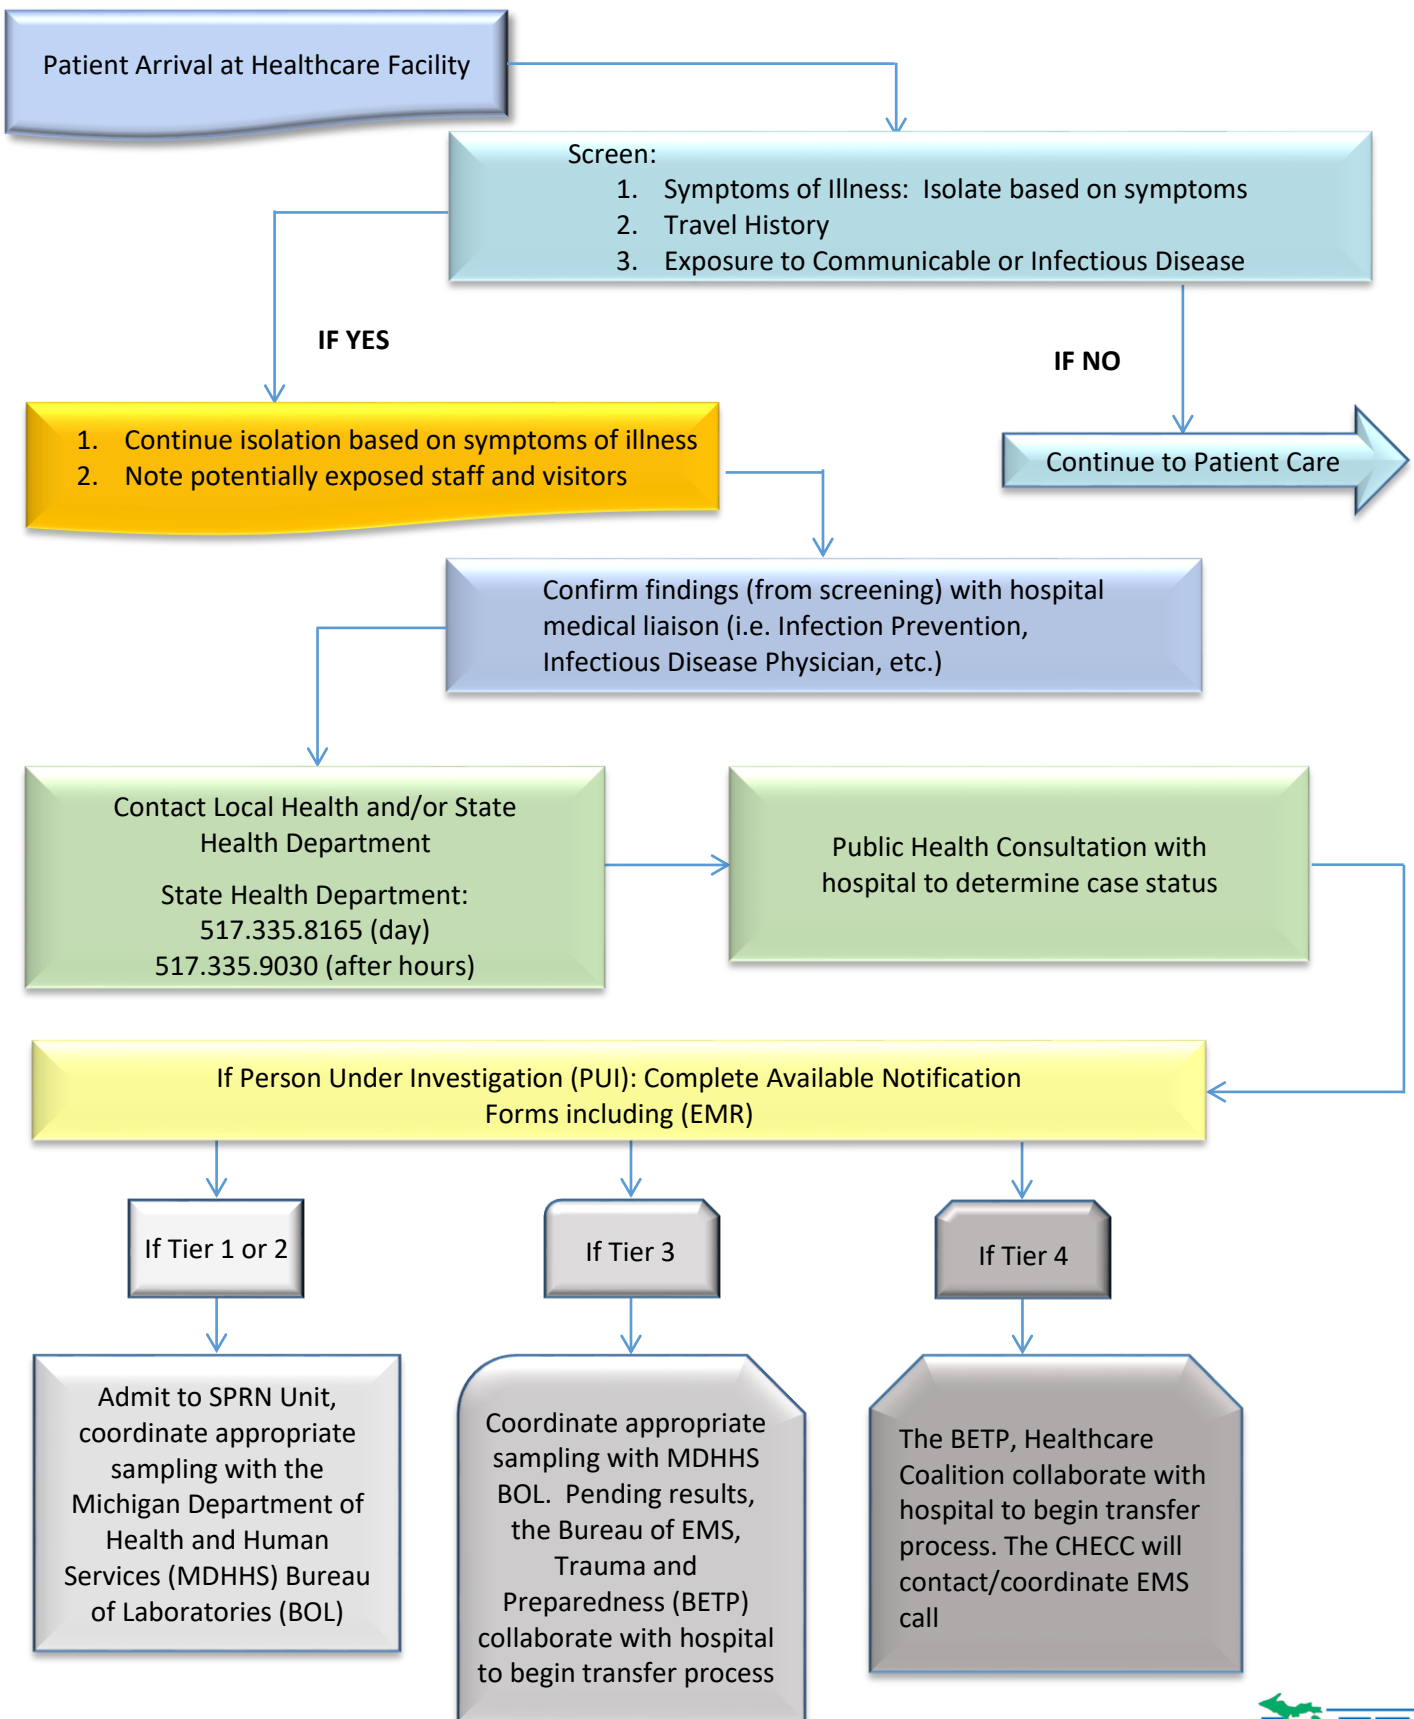 Patient Arrival at Healthcare Facility
Screen:
1. Symptoms of Illness: Isolate based on symptoms
2. Travel History
3. Exposure to Communicable or Infectious Disease
IF YES
IF NO
1. Continue isolation based on symptoms of illness
2. Note potentially exposed staff and visitors
Continue to Patient Care
Confirm findings (from screening) with hospital
medical liaison (i.e. Infection Prevention,
Infectious Disease Physician, etc.)
Contact Local Health and/or State
Health Department
State Health Department:
517.335.8165 (day)
517.335.9030 (after hours)
Public Health Consultation with
hospital to determine case status
If Person Under Investigation (PUI): Complete Available Notification
Forms including (EMR)
If Tier 1 or 2
If Tier 3
If Tier 4
Admit to SPRN Unit,
coordinate appropriate
sampling with the
Michigan Department of
Health and Human
Services (MDHHS) Bureau
of Laboratories (BOL)
Coordinate appropriate
sampling with MDHHS
BOL. Pending results,
the Bureau of EMS,
Trauma and
Preparedness (BETP)
collaborate with hospital
to begin transfer process
The BETP, Healthcare
Coalition collaborate with
hospital to begin transfer
process. The CHECC will
contact/coordinate EMS
call